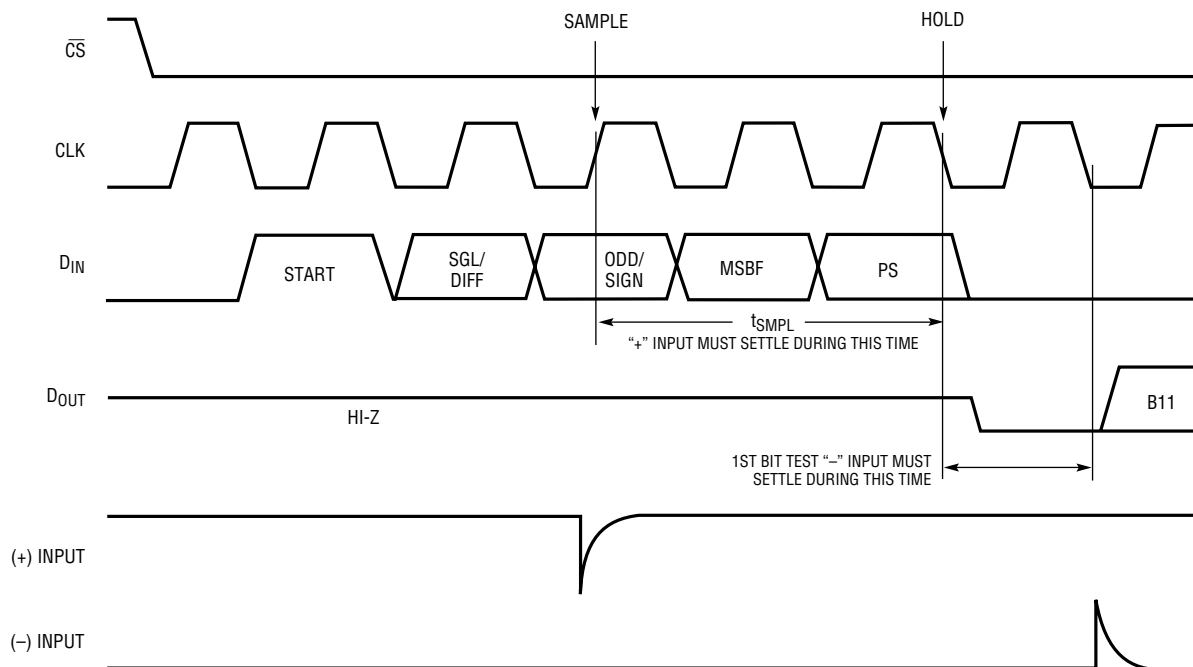 SAMPLE
HOLD
C̅S̅
CLK
DIN
START
SGL/
DIFF
ODD/
SIGN
MSBF
PS
tSMPL
“+” INPUT MUST SETTLE DURING THIS TIME
DOUT
HI-Z
B11
1ST BIT TEST “–” INPUT MUST
SETTLE DURING THIS TIME
(+) INPUT
(–) INPUT